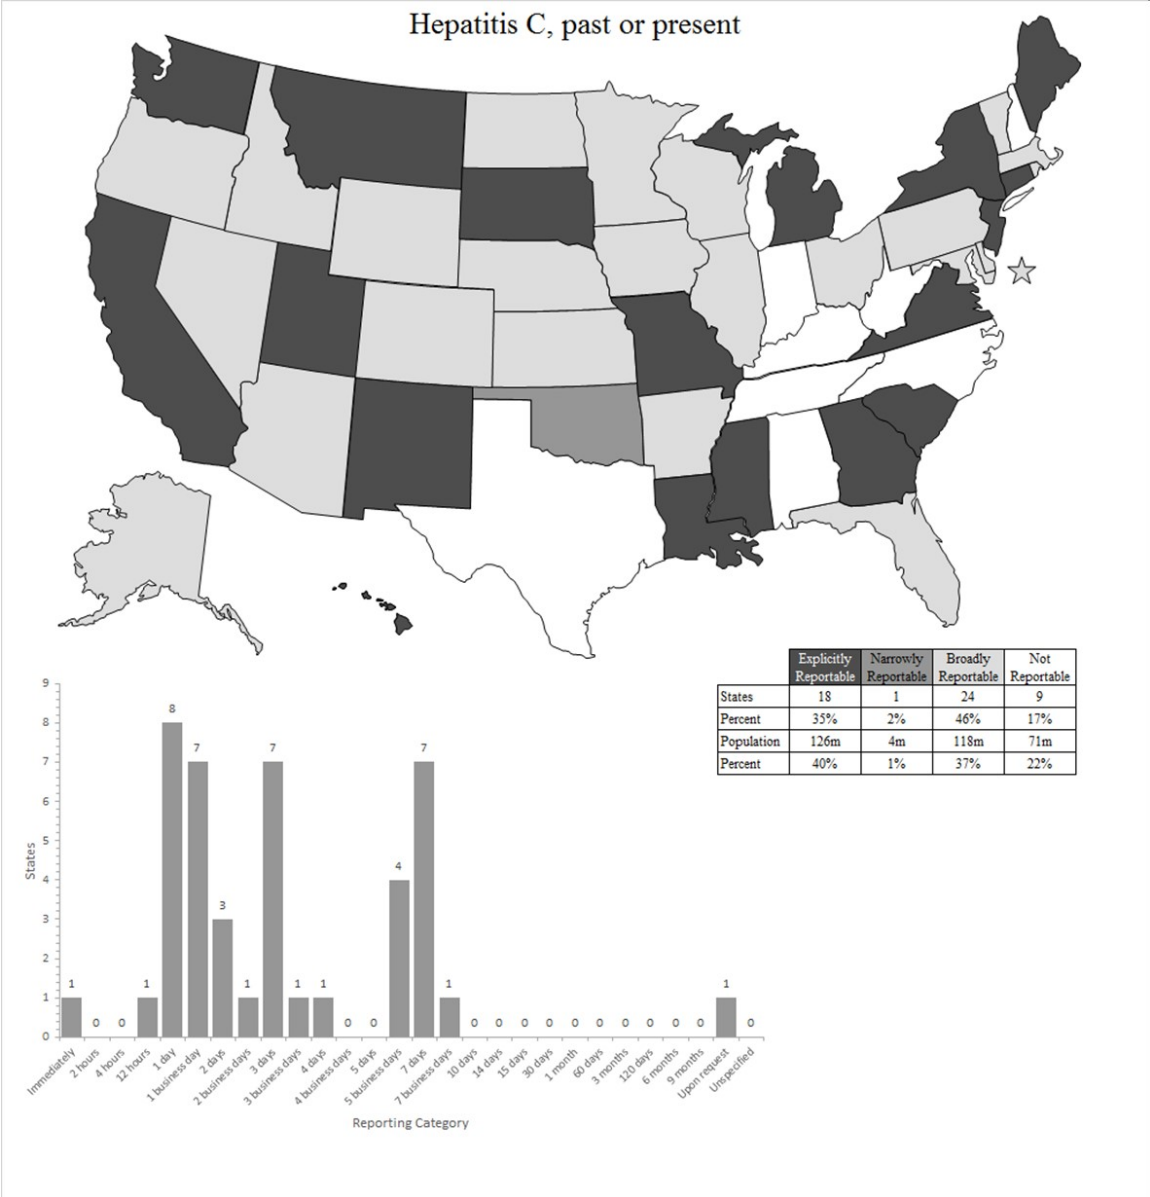 Hepatitis C, past or present
Explicitly Reportable Narrowly Reportable Broadly Reportable Not Reportable
States 18 1 24 9
Percent 35% 2% 46% 17%
Population 126m 4m 118m 71m
Percent 40% 1% 37% 22%
States
9
8
7
6
5
4
3
2
1
0
1 0 0 1 8 7 3 1 7 1 1 0 0 4 7 1 0 0 0 0 0 0 0 0 0 0 1 0
Immediately
2 hours
4 hours
12 hours
1 day
1 business day
2 days
2 business days
3 days
3 business days
4 days
4 business days
5 days
5 business days
7 days
7 business days
10 days
14 days
15 days
30 days
1 month
60 days
3 months
120 days
6 months
9 months
Upon request
Unspecified
Reporting Category